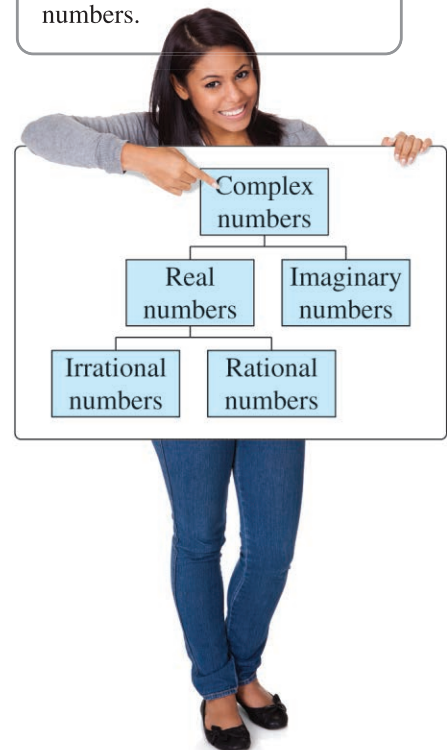 numbers.
Complex
numbers
Real
numbers
Imaginary
numbers
Irrational
numbers
Rational
numbers